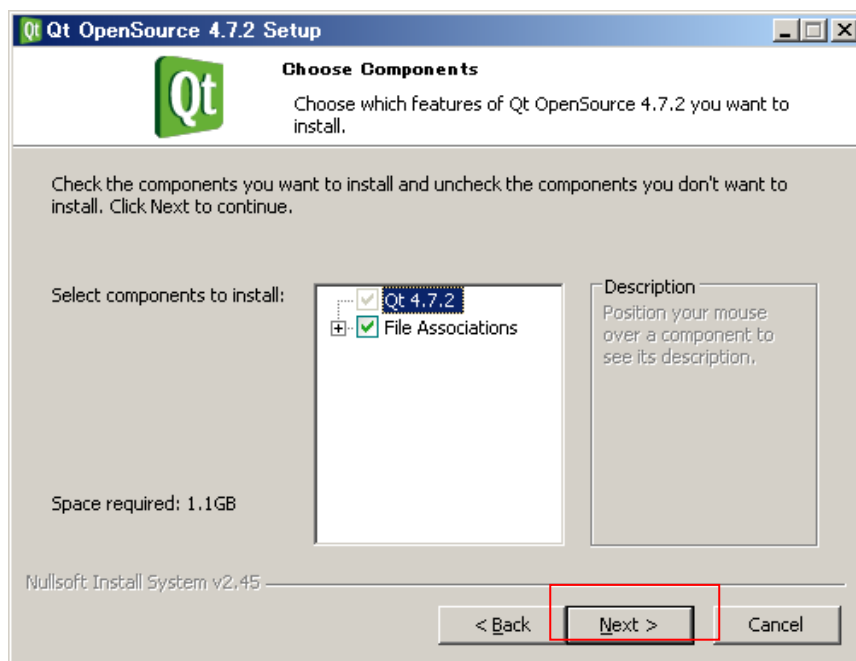 Qt Qt OpenSource 4.7.2 Setup
Qt
Choose Components
Choose which features of Qt OpenSource 4.7.2 you want to
install.
Check the components you want to install and uncheck the components you don't want to
install. Click Next to continue.
Select components to install:
Qt 4.7.2
File Associations
Description
Position your mouse
over a component to
see its description.
Space required: 1.1GB
Nullsoft Install System v2.45
< Back
Next >
Cancel